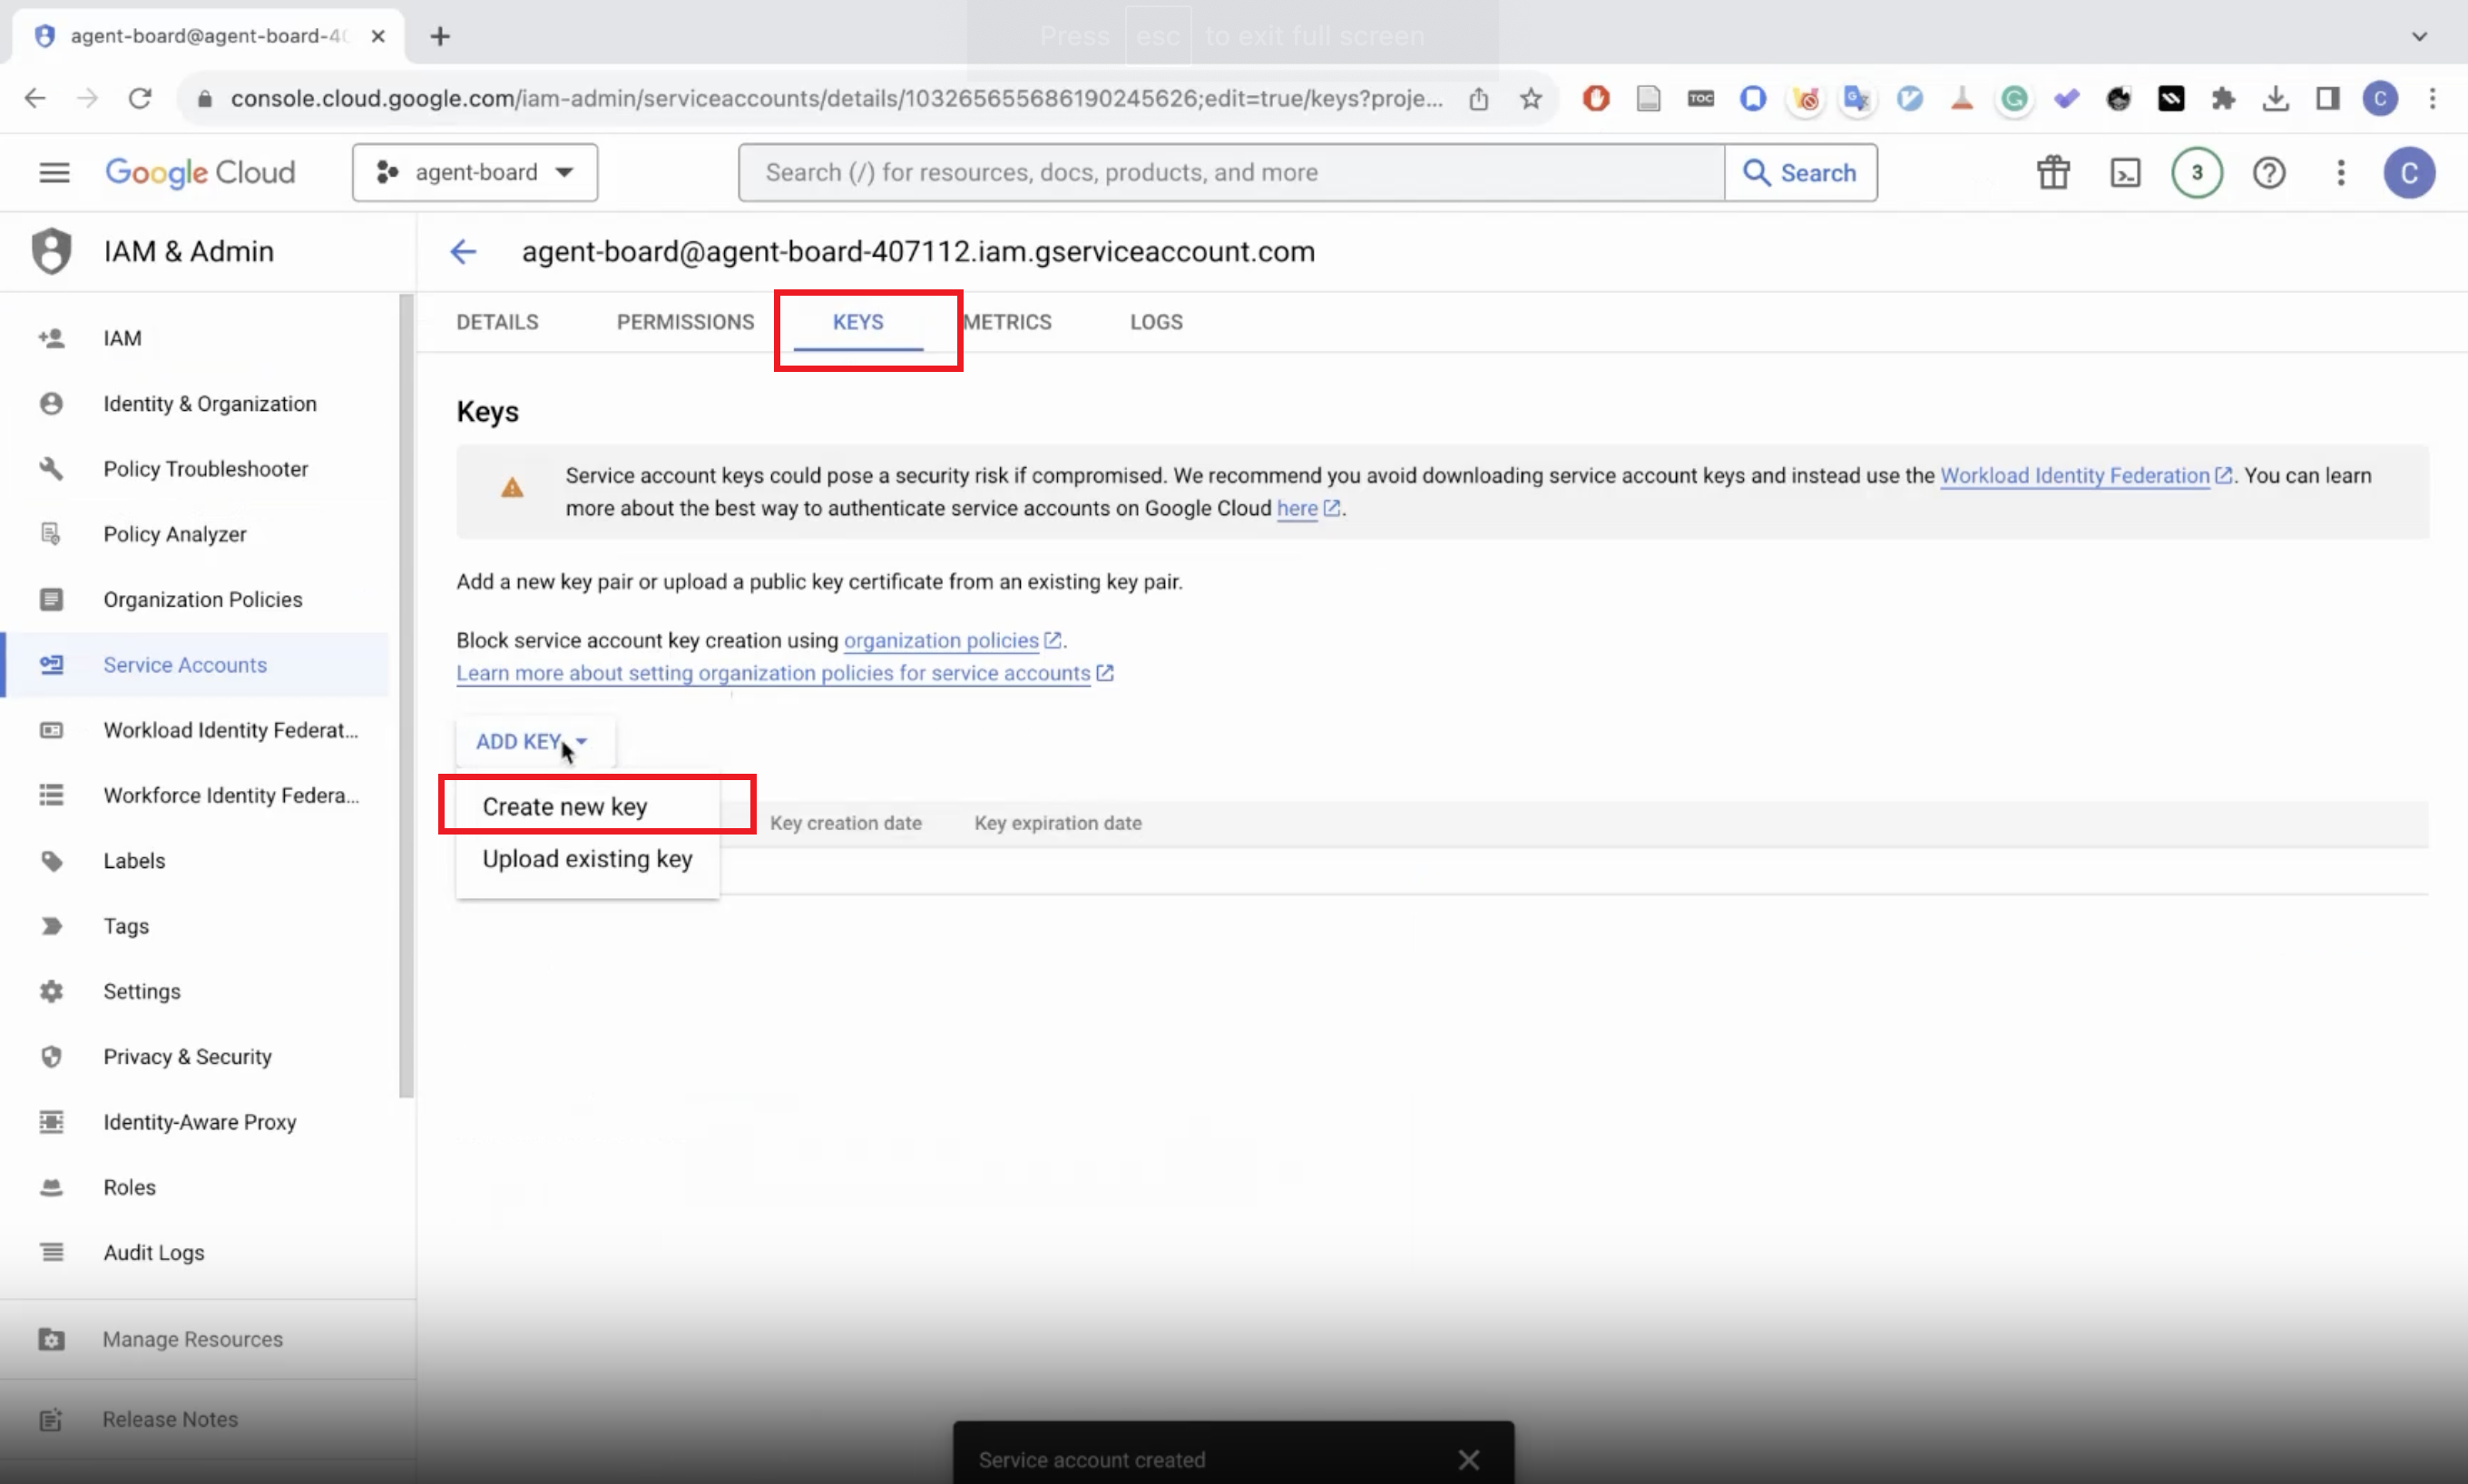 agent-board@agent-board-40
Press esc to exit full screen
console.cloud.google.com/iam-admin/serviceaccounts/details/103265655686190245626;edit=true/keys?proje...
TOC
C
Google Cloud
agent-board
Search (/) for resources, docs, products, and more
Search
3
C
IAM & Admin
agent-board@agent-board-407112.iam.gserviceaccount.com
DETAILS
PERMISSIONS
KEYS
METRICS
LOGS
IAM
Identity & Organization
Policy Troubleshooter
Policy Analyzer
Organization Policies
Service Accounts
Workload Identity Federat...
Workforce Identity Federa...
Labels
Tags
Settings
Privacy & Security
Identity-Aware Proxy
Roles
Audit Logs
Manage Resources
Release Notes
Keys
Service account keys could pose a security risk if compromised. We recommend you avoid downloading service account keys and instead use the Workload Identity Federation. You can learn
more about the best way to authenticate service accounts on Google Cloud here.
Add a new key pair or upload a public key certificate from an existing key pair.
Block service account key creation using organization policies.
Learn more about setting organization policies for service accounts
ADD KEY
Create new key
Upload existing key
Key creation date
Key expiration date
Service account created